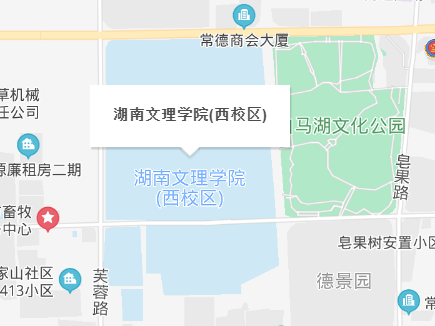 常德商会大厦
草机械
任公司
湖南文理学院(西校区)
马湖文化公园
源廉租房二期
湖南文理学院
(西校区)
皂果路
畜牧
中心
皂果树安置小区
家山社区
413小区
芙蓉路
德景园
常